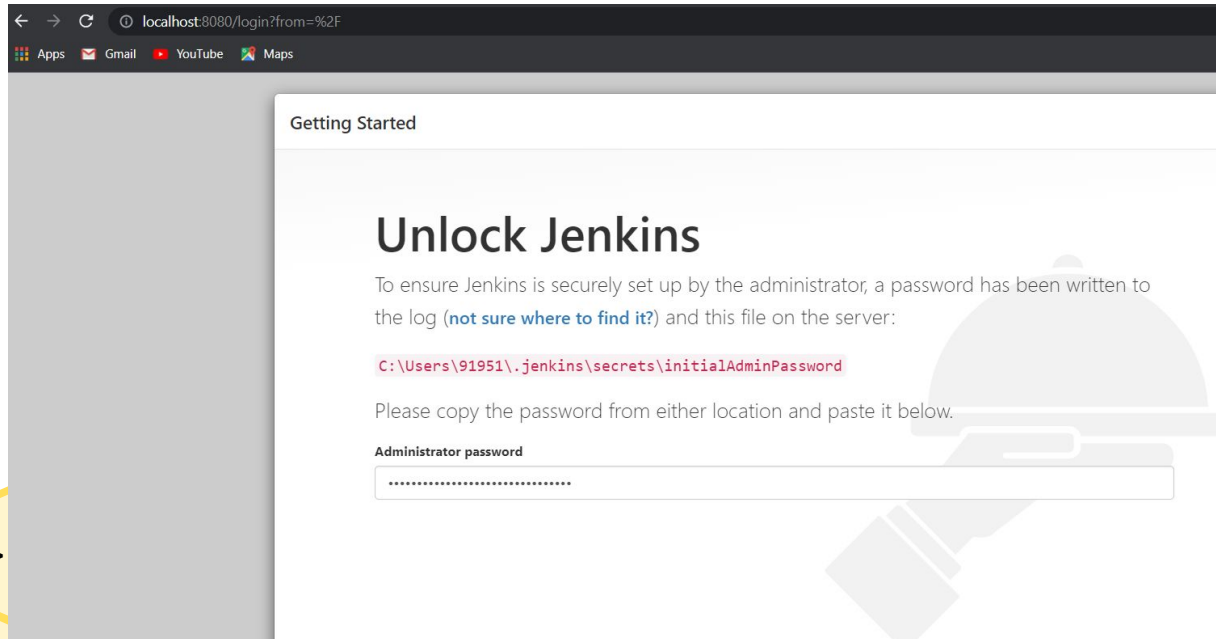 localhost:8080/login?from=%2F
Apps Gmail YouTube Maps
Getting Started
Unlock Jenkins
To ensure Jenkins is securely set up by the administrator, a password has been written to
the log (not sure where to find it?) and this file on the server:
C:\Users\91951\.jenkins\secrets\initialAdminPassword
Please copy the password from either location and paste it below.
Administrator password
••••••••••••••••••••••••••••••••